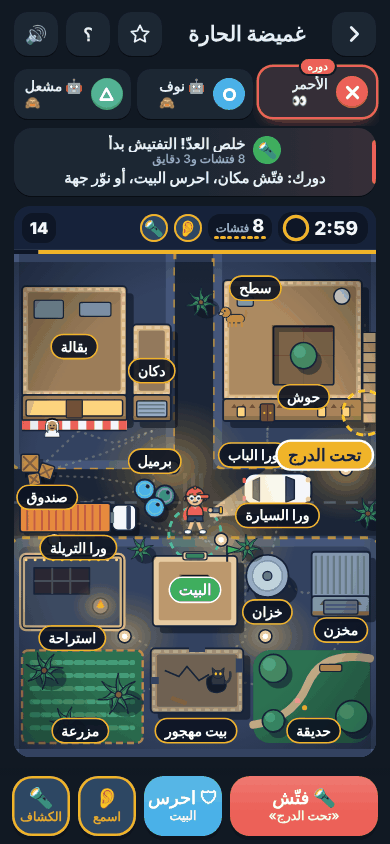 غميضة الحارة
؟
دوره
الأحمر
نوف
مشعل
خلص العدّ! التفتيش بدأ
8 فتشات و3 دقايق
دورك: فتّش مكان، احرس البيت، أو نوّر جهة
2:59
8 فتشات
14
سطح
بقالة
دكان
حوش
برميل
ورا الباب
تحت الدرج
صندوق
ورا السيارة
ورا التريلة
البيت
خزان
مخزن
استراحة
مزرعة
بيت مهجور
حديقة
فتّش
«تحت الدرج»
احرس
البيت
اسمع
الكشاف